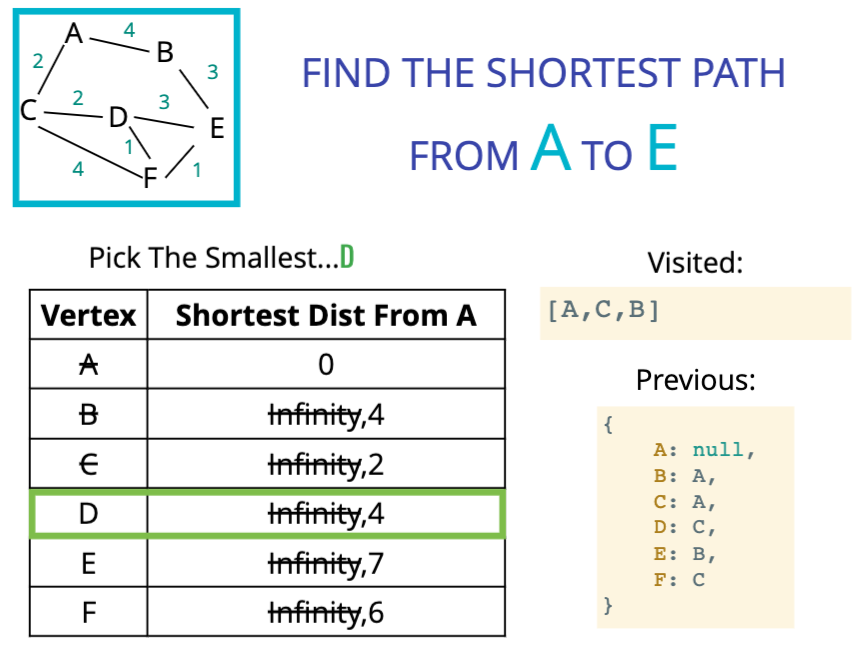 A
4
B
2
3
C
2
D
3
E
1
4
F
1
FIND THE SHORTEST PATH
FROM A TO E
Pick The Smallest...D
Vertex Shortest Dist From A
A 0
B Infinity,4
C Infinity,2
D Infinity,4
E Infinity,7
F Infinity,6
Visited:
[A,C,B]
Previous:
{
A: null,
B: A,
C: A,
D: C,
E: B,
F: C
}